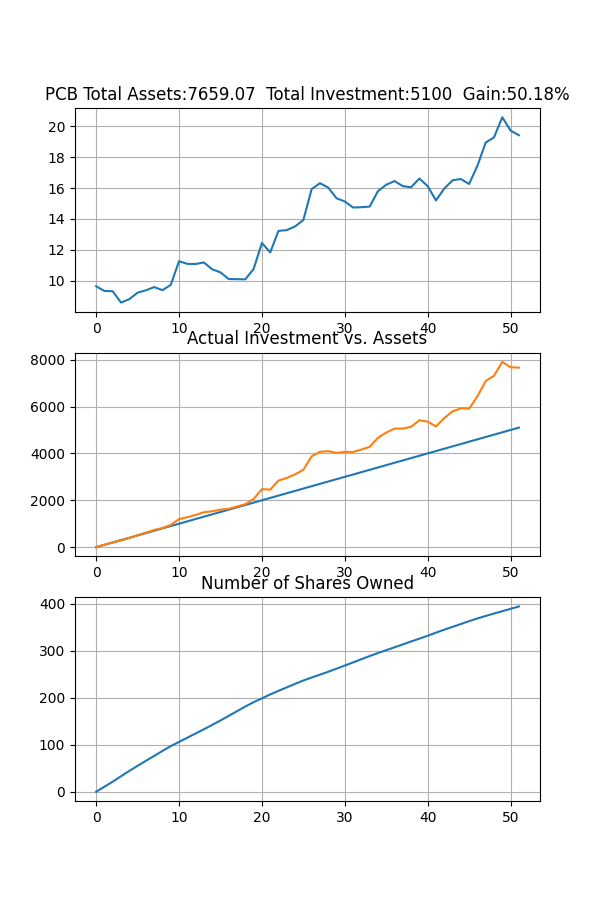 PCB Total Assets:7659.07  Total Investment:5100  Gain:50.18%
20
18
16
14
12
10
0 10 20 30 40 50
Actual Investment vs. Assets
8000
6000
4000
2000
0
0 10 20 30 40 50
Number of Shares Owned
400
300
200
100
0
0 10 20 30 40 50